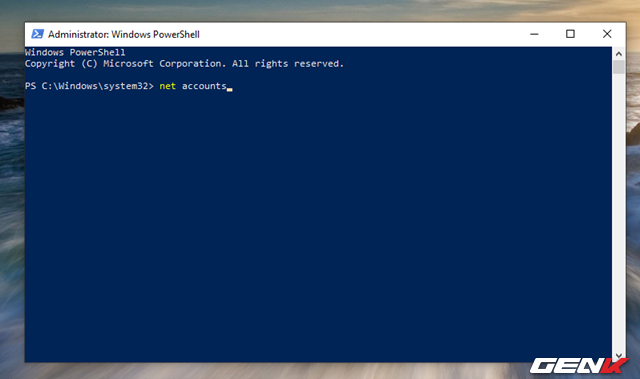 Administrator: Windows PowerShell
Windows PowerShell
Copyright (C) Microsoft Corporation. All rights reserved.
PS C:\Windows\system32> net accounts
GENK